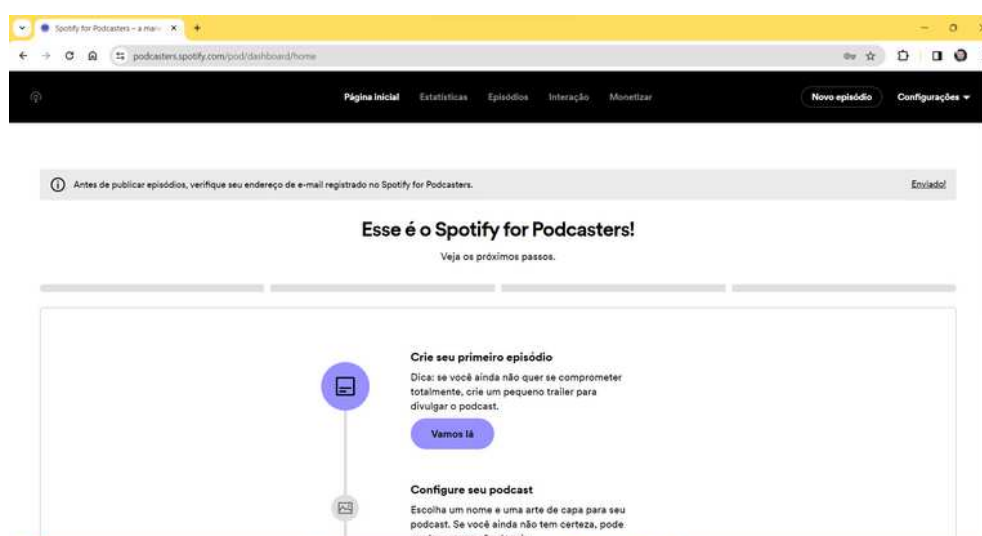 Spotify for Podcasters – a mar
podcasters.spotify.com/pod/dashboard/home
Página inicial Estatísticas Episódios Interação Monetizar Novo episódio Configurações
Antes de publicar episódios, verifique seu endereço de e-mail registrado no Spotify for Podcasters. Enviado!
Esse é o Spotify for Podcasters!
Veja os próximos passos.
Crie seu primeiro episódio
Dica: se você ainda não quer se comprometer
totalmente, crie um pequeno trailer para
divulgar o podcast.
Vamos lá
Configure seu podcast
Escolha um nome e uma arte de capa para seu
podcast. Se você ainda não tem certeza, pode